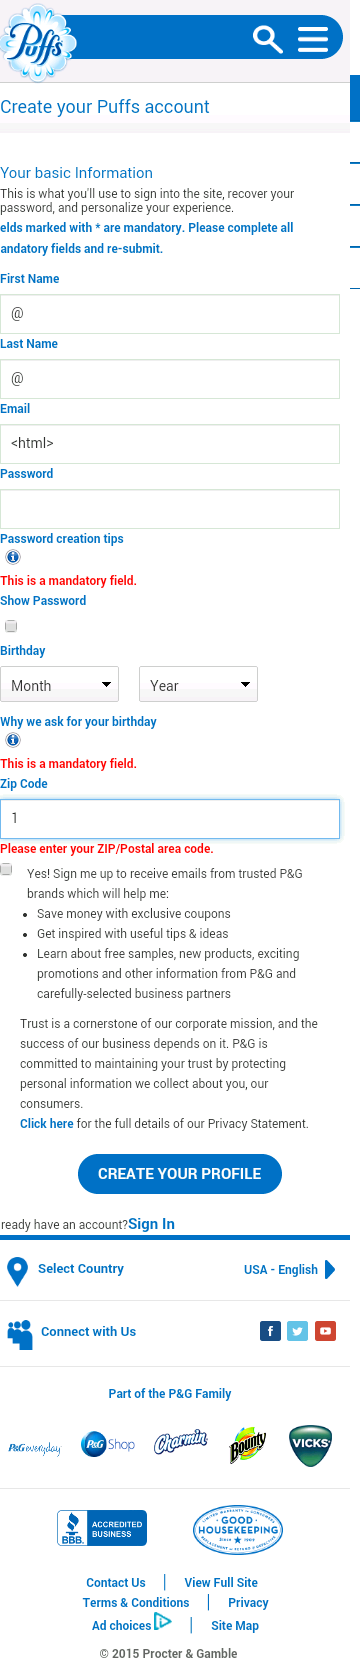 Puffs
Create your Puffs account
Your basic Information
This is what you'll use to sign into the site, recover your
password, and personalize your experience.
elds marked with * are mandatory. Please complete all
andatory fields and re-submit.
First Name
@
Last Name
@
Email
<html>
Password
Password creation tips
This is a mandatory field.
Show Password
Birthday
Month Year
Why we ask for your birthday
This is a mandatory field.
Zip Code
1
Please enter your ZIP/Postal area code.
Yes! Sign me up to receive emails from trusted P&G
brands which will help me:
• Save money with exclusive coupons
• Get inspired with useful tips & ideas
• Learn about free samples, new products, exciting
promotions and other information from P&G and
carefully-selected business partners
Trust is a cornerstone of our corporate mission, and the
success of our business depends on it. P&G is
committed to maintaining your trust by protecting
personal information we collect about you, our
consumers.
Click here for the full details of our Privacy Statement.
CREATE YOUR PROFILE
ready have an account?Sign In
Select Country USA - English
Connect with Us
Part of the P&G Family
P&G everyday P&G Shop Charmin Bounty VICKS
BBB. ACCREDITED BUSINESS
GOOD HOUSEKEEPING
Contact Us | View Full Site
Terms & Conditions | Privacy
Ad choices | Site Map
© 2015 Procter & Gamble